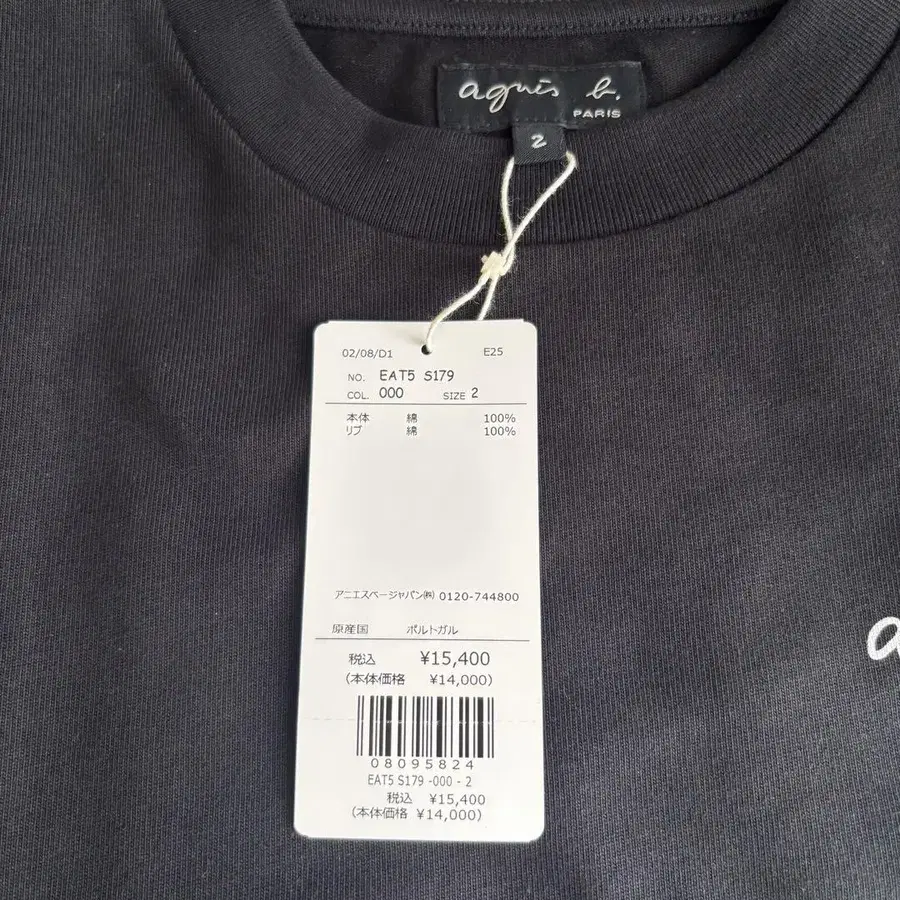 agnès b.
PARIS
2
02/08/D1 E25
NO. EAT5 S179
COL. 000 SIZE 2
本体 綿 100%
リブ 綿 100%
アニエスベージャパン㈱ 0120-744800
原産国 ポルトガル
税込 ¥15,400
(本体価格 ¥14,000)
08095824
EAT5 S179 -000 - 2
税込 ¥15,400
(本体価格 ¥14,000)
a